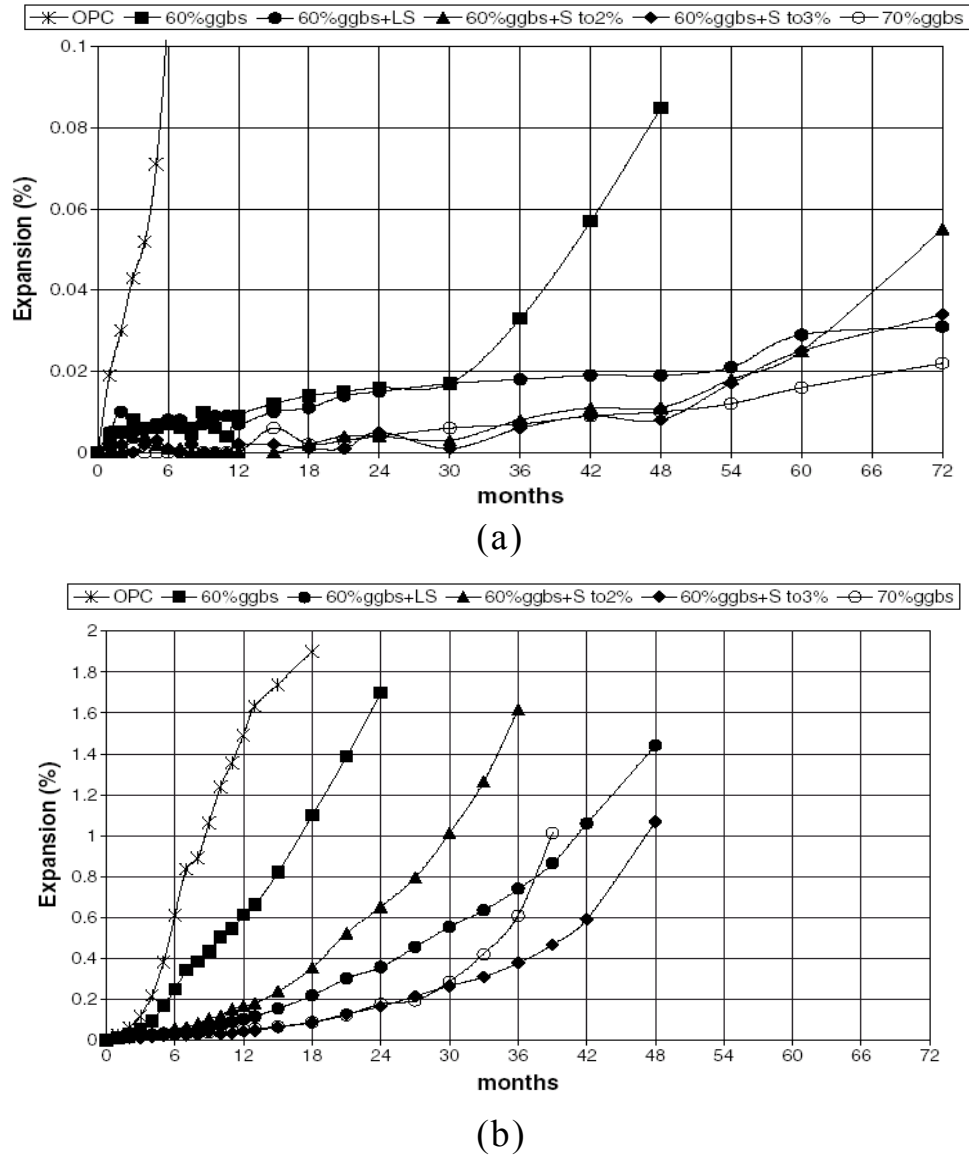 OPC 60%ggbs 60%ggbs+LS 60%ggbs+S to2% 60%ggbs+S to3% 70%ggbs
0.1
0.08
0.06
0.04
0.02
0
Expansion (%)
0 6 12 18 24 30 36 42 48 54 60 66 72
months
(a)
OPC 60%ggbs 60%ggbs+LS 60%ggbs+S to2% 60%ggbs+S to3% 70%ggbs
2
1.8
1.6
1.4
1.2
1
0.8
0.6
0.4
0.2
0
Expansion (%)
0 6 12 18 24 30 36 42 48 54 60 66 72
months
(b)